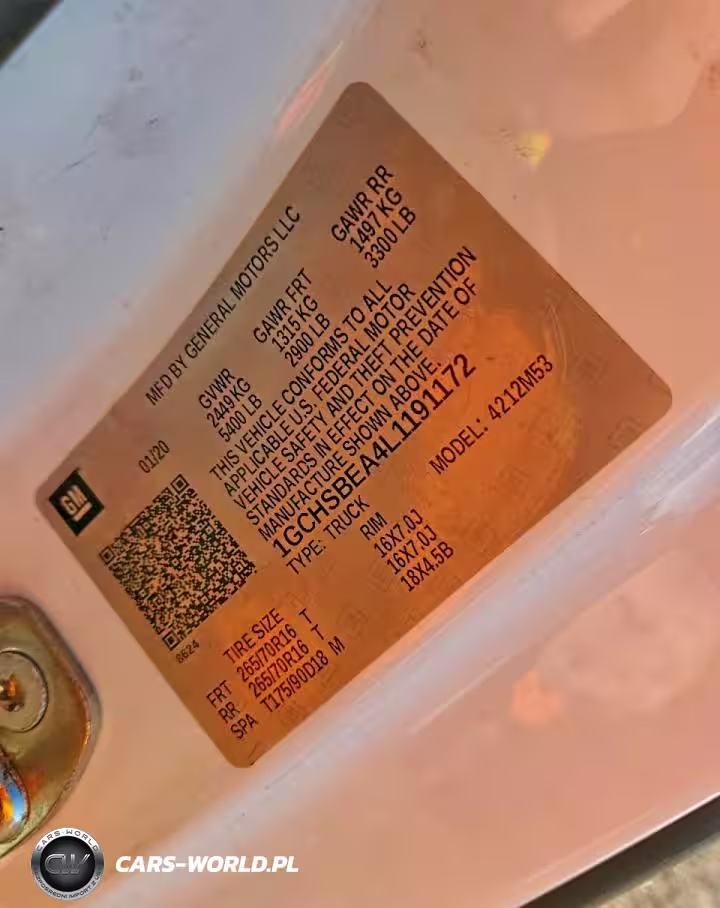 GM
MFD BY GENERAL MOTORS LLC
01/20
GVWR GAWR FRT GAWR RR
2449 KG 1315 KG 1497 KG
5400 LB 2900 LB 3300 LB
THIS VEHICLE CONFORMS TO ALL
APPLICABLE U.S. FEDERAL MOTOR
VEHICLE SAFETY AND THEFT PREVENTION
STANDARDS IN EFFECT ON THE DATE OF
MANUFACTURE SHOWN ABOVE.
1GCHSBEA4L1191172
TYPE: TRUCK MODEL: 4212M53
8624
TIRE SIZE RIM
FRT 265/70R16 T 16X7.0J
RR 265/70R16 T 16X7.0J
SPA T175/90D18 M 18X4.5B
CARS-WORLD
CW
CARS-WORLD.PL